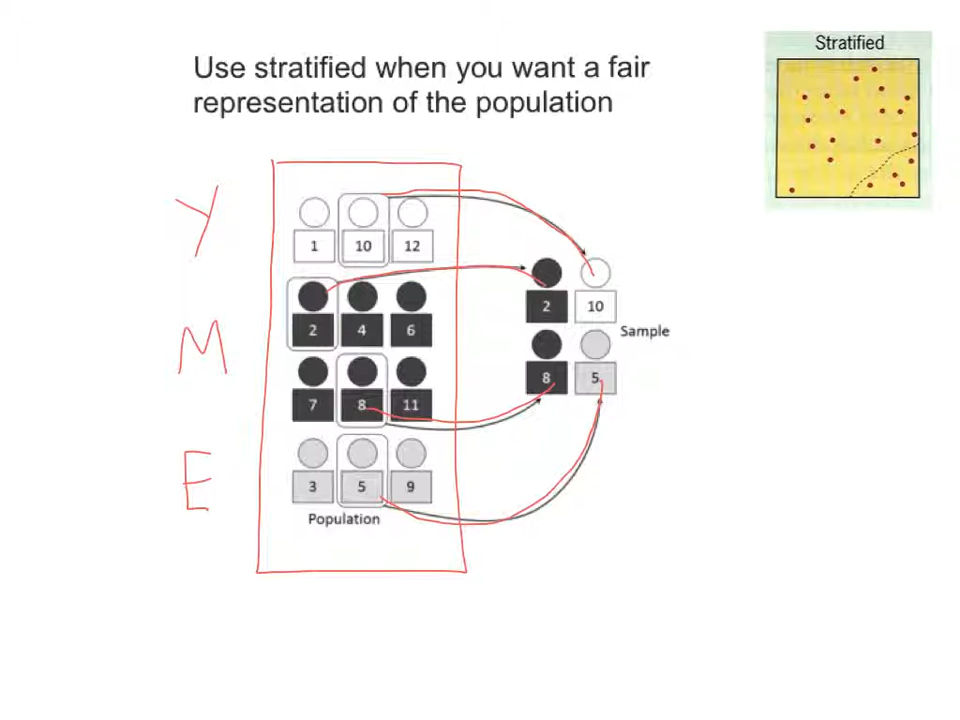 Stratified
Use stratified when you want a fair
representation of the population
Y
1 10 12
2 4 6
2 10
M
Sample
7 8 11
8 5
E
3 5 9
Population